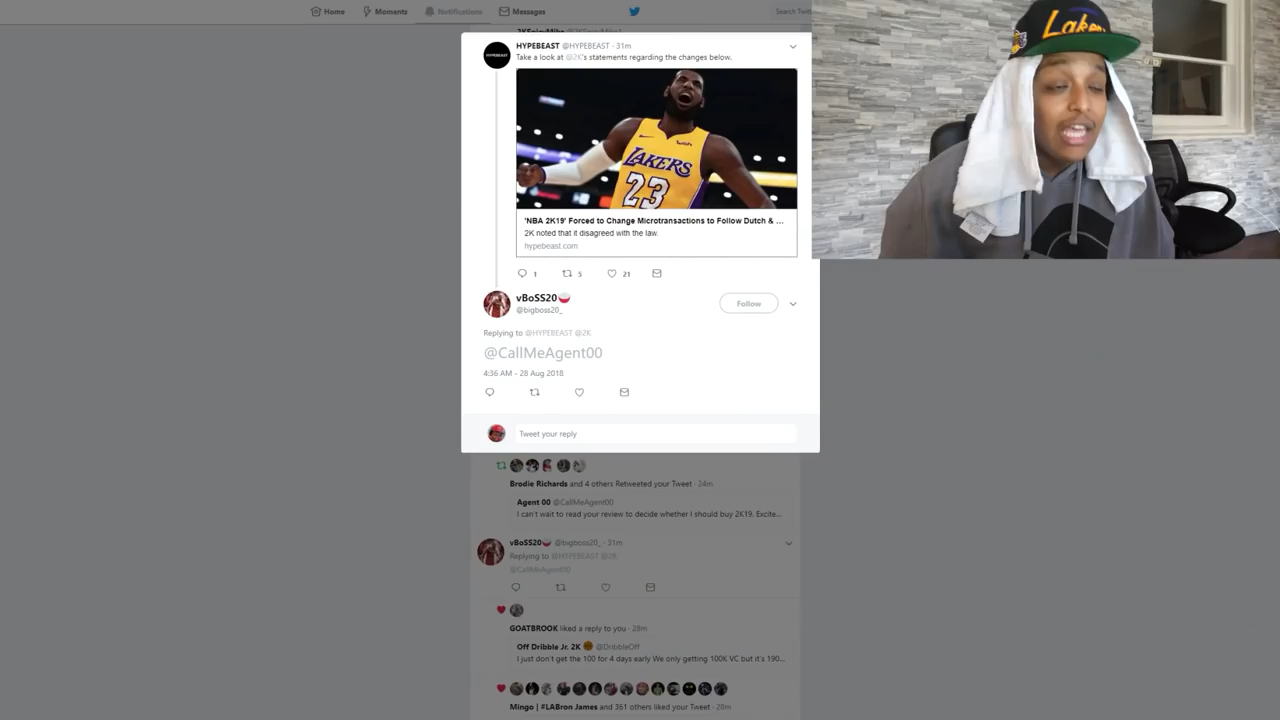 Home
Moments
Notifications
Messages
Search Twit
HYPEBEAST @HYPEBEAST · 31m
Take a look at @2K's statements regarding the changes below.
LAKERS
23
'NBA 2K19' Forced to Change Microtransactions to Follow Dutch & ...
2K noted that it disagreed with the law.
hypebeast.com
1
5
21
vBoSS20
@bigboss20_
Follow
Replying to @HYPEBEAST @2K
@CallMeAgent00
4:36 AM - 28 Aug 2018
Tweet your reply
Brodie Richards and 4 others Retweeted your Tweet · 24m
Agent 00 @CallMeAgent00
I can't wait to read your review to decide whether I should buy 2K19. Excite...
vBoSS20 @bigboss20_ · 31m
Replying to @HYPEBEAST @2K
@CallMeAgent00
GOATBROOK liked a reply to you · 28m
Off Dribble Jr. 2K @DribbleOff
I just don't get the 100 for 4 days early We only getting 100K VC but it's 190...
Mingo | #LABron James and 361 others liked your Tweet · 28m
Lakers